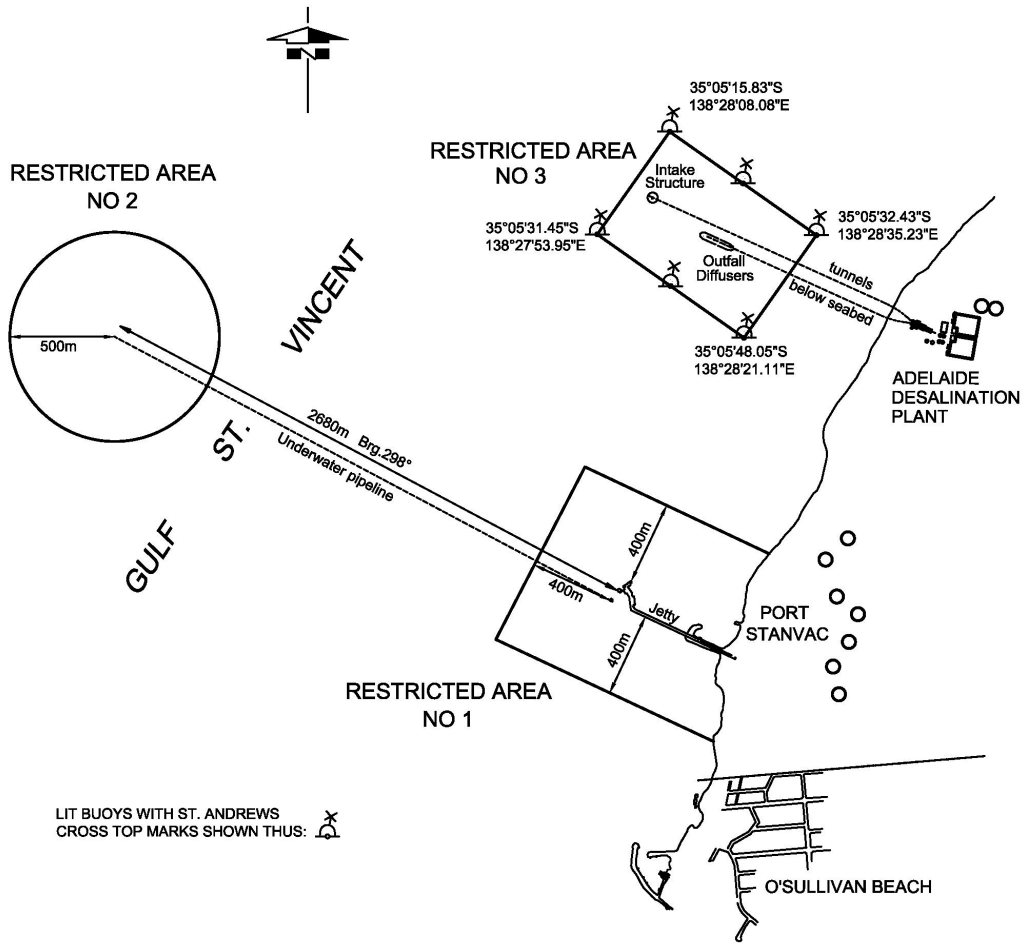 N
35°05'15.83"S
138°28'08.08"E
RESTRICTED AREA
NO 3
RESTRICTED AREA
NO 2
Intake
Structure
35°05'31.45"S
138°27'53.95"E
35°05'32.43"S
138°28'35.23"E
Outfall
Diffusers
tunnels
below seabed
35°05'48.05"S
138°28'21.11"E
ADELAIDE
DESALINATION
PLANT
500m
GULF ST. VINCENT
2680m Brg.298°
Underwater pipeline
400m
400m
400m
Jetty
PORT
STANVAC
RESTRICTED AREA
NO 1
LIT BUOYS WITH ST. ANDREWS
CROSS TOP MARKS SHOWN THUS:
O'SULLIVAN BEACH